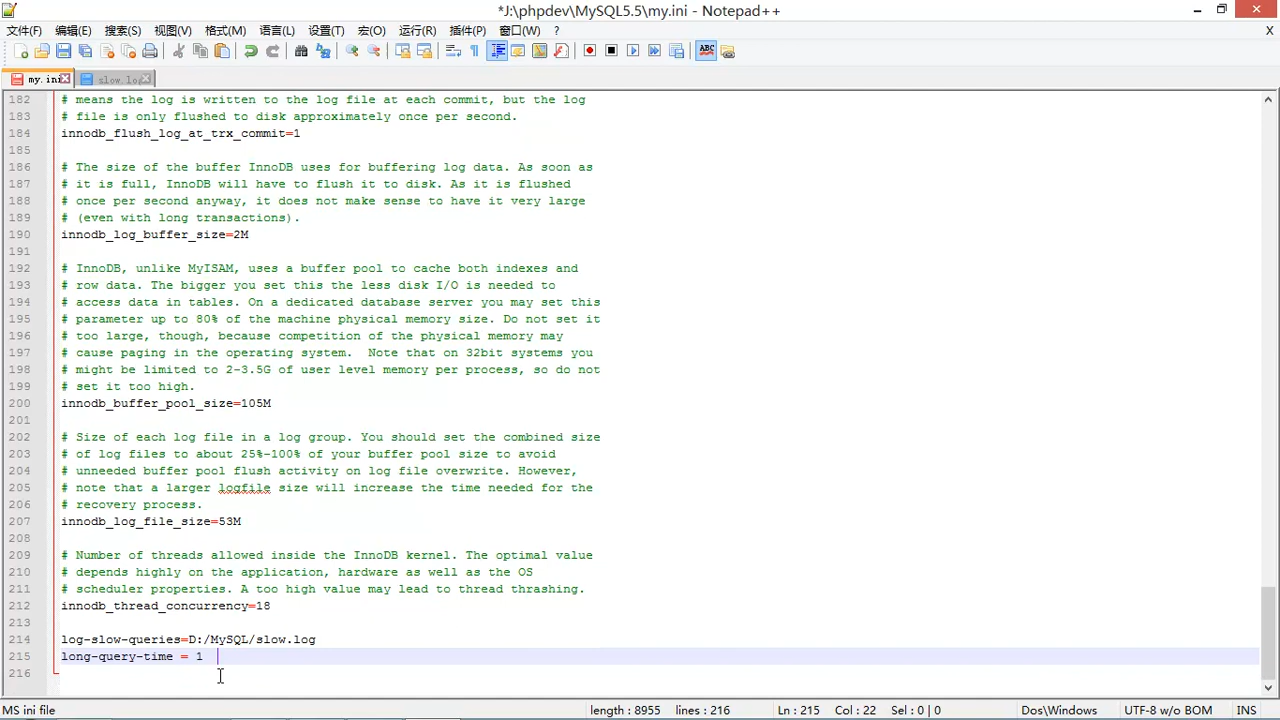 *J:\phpdev\MySQL5.5\my.ini - Notepad++
文件(F) 编辑(E) 搜索(S) 视图(V) 格式(M) 语言(L) 设置(T) 宏(O) 运行(R) 插件(P) 窗口(W) ? X
ABC
my.ini slow.log
182 # means the log is written to the log file at each commit, but the log
183 # file is only flushed to disk approximately once per second.
184 innodb_flush_log_at_trx_commit=1
185
186 # The size of the buffer InnoDB uses for buffering log data. As soon as
187 # it is full, InnoDB will have to flush it to disk. As it is flushed
188 # once per second anyway, it does not make sense to have it very large
189 # (even with long transactions).
190 innodb_log_buffer_size=2M
191
192 # InnoDB, unlike MyISAM, uses a buffer pool to cache both indexes and
193 # row data. The bigger you set this the less disk I/O is needed to
194 # access data in tables. On a dedicated database server you may set this
195 # parameter up to 80% of the machine physical memory size. Do not set it
196 # too large, though, because competition of the physical memory may
197 # cause paging in the operating system.  Note that on 32bit systems you
198 # might be limited to 2-3.5G of user level memory per process, so do not
199 # set it too high.
200 innodb_buffer_pool_size=105M
201
202 # Size of each log file in a log group. You should set the combined size
203 # of log files to about 25%-100% of your buffer pool size to avoid
204 # unneeded buffer pool flush activity on log file overwrite. However,
205 # note that a larger logfile size will increase the time needed for the
206 # recovery process.
207 innodb_log_file_size=53M
208
209 # Number of threads allowed inside the InnoDB kernel. The optimal value
210 # depends highly on the application, hardware as well as the OS
211 # scheduler properties. A too high value may lead to thread thrashing.
212 innodb_thread_concurrency=18
213
214 log-slow-queries=D:/MySQL/slow.log
215 long-query-time = 1
216
MS ini file length : 8955 lines : 216 Ln : 215 Col : 22 Sel : 0 | 0 Dos\Windows UTF-8 w/o BOM INS